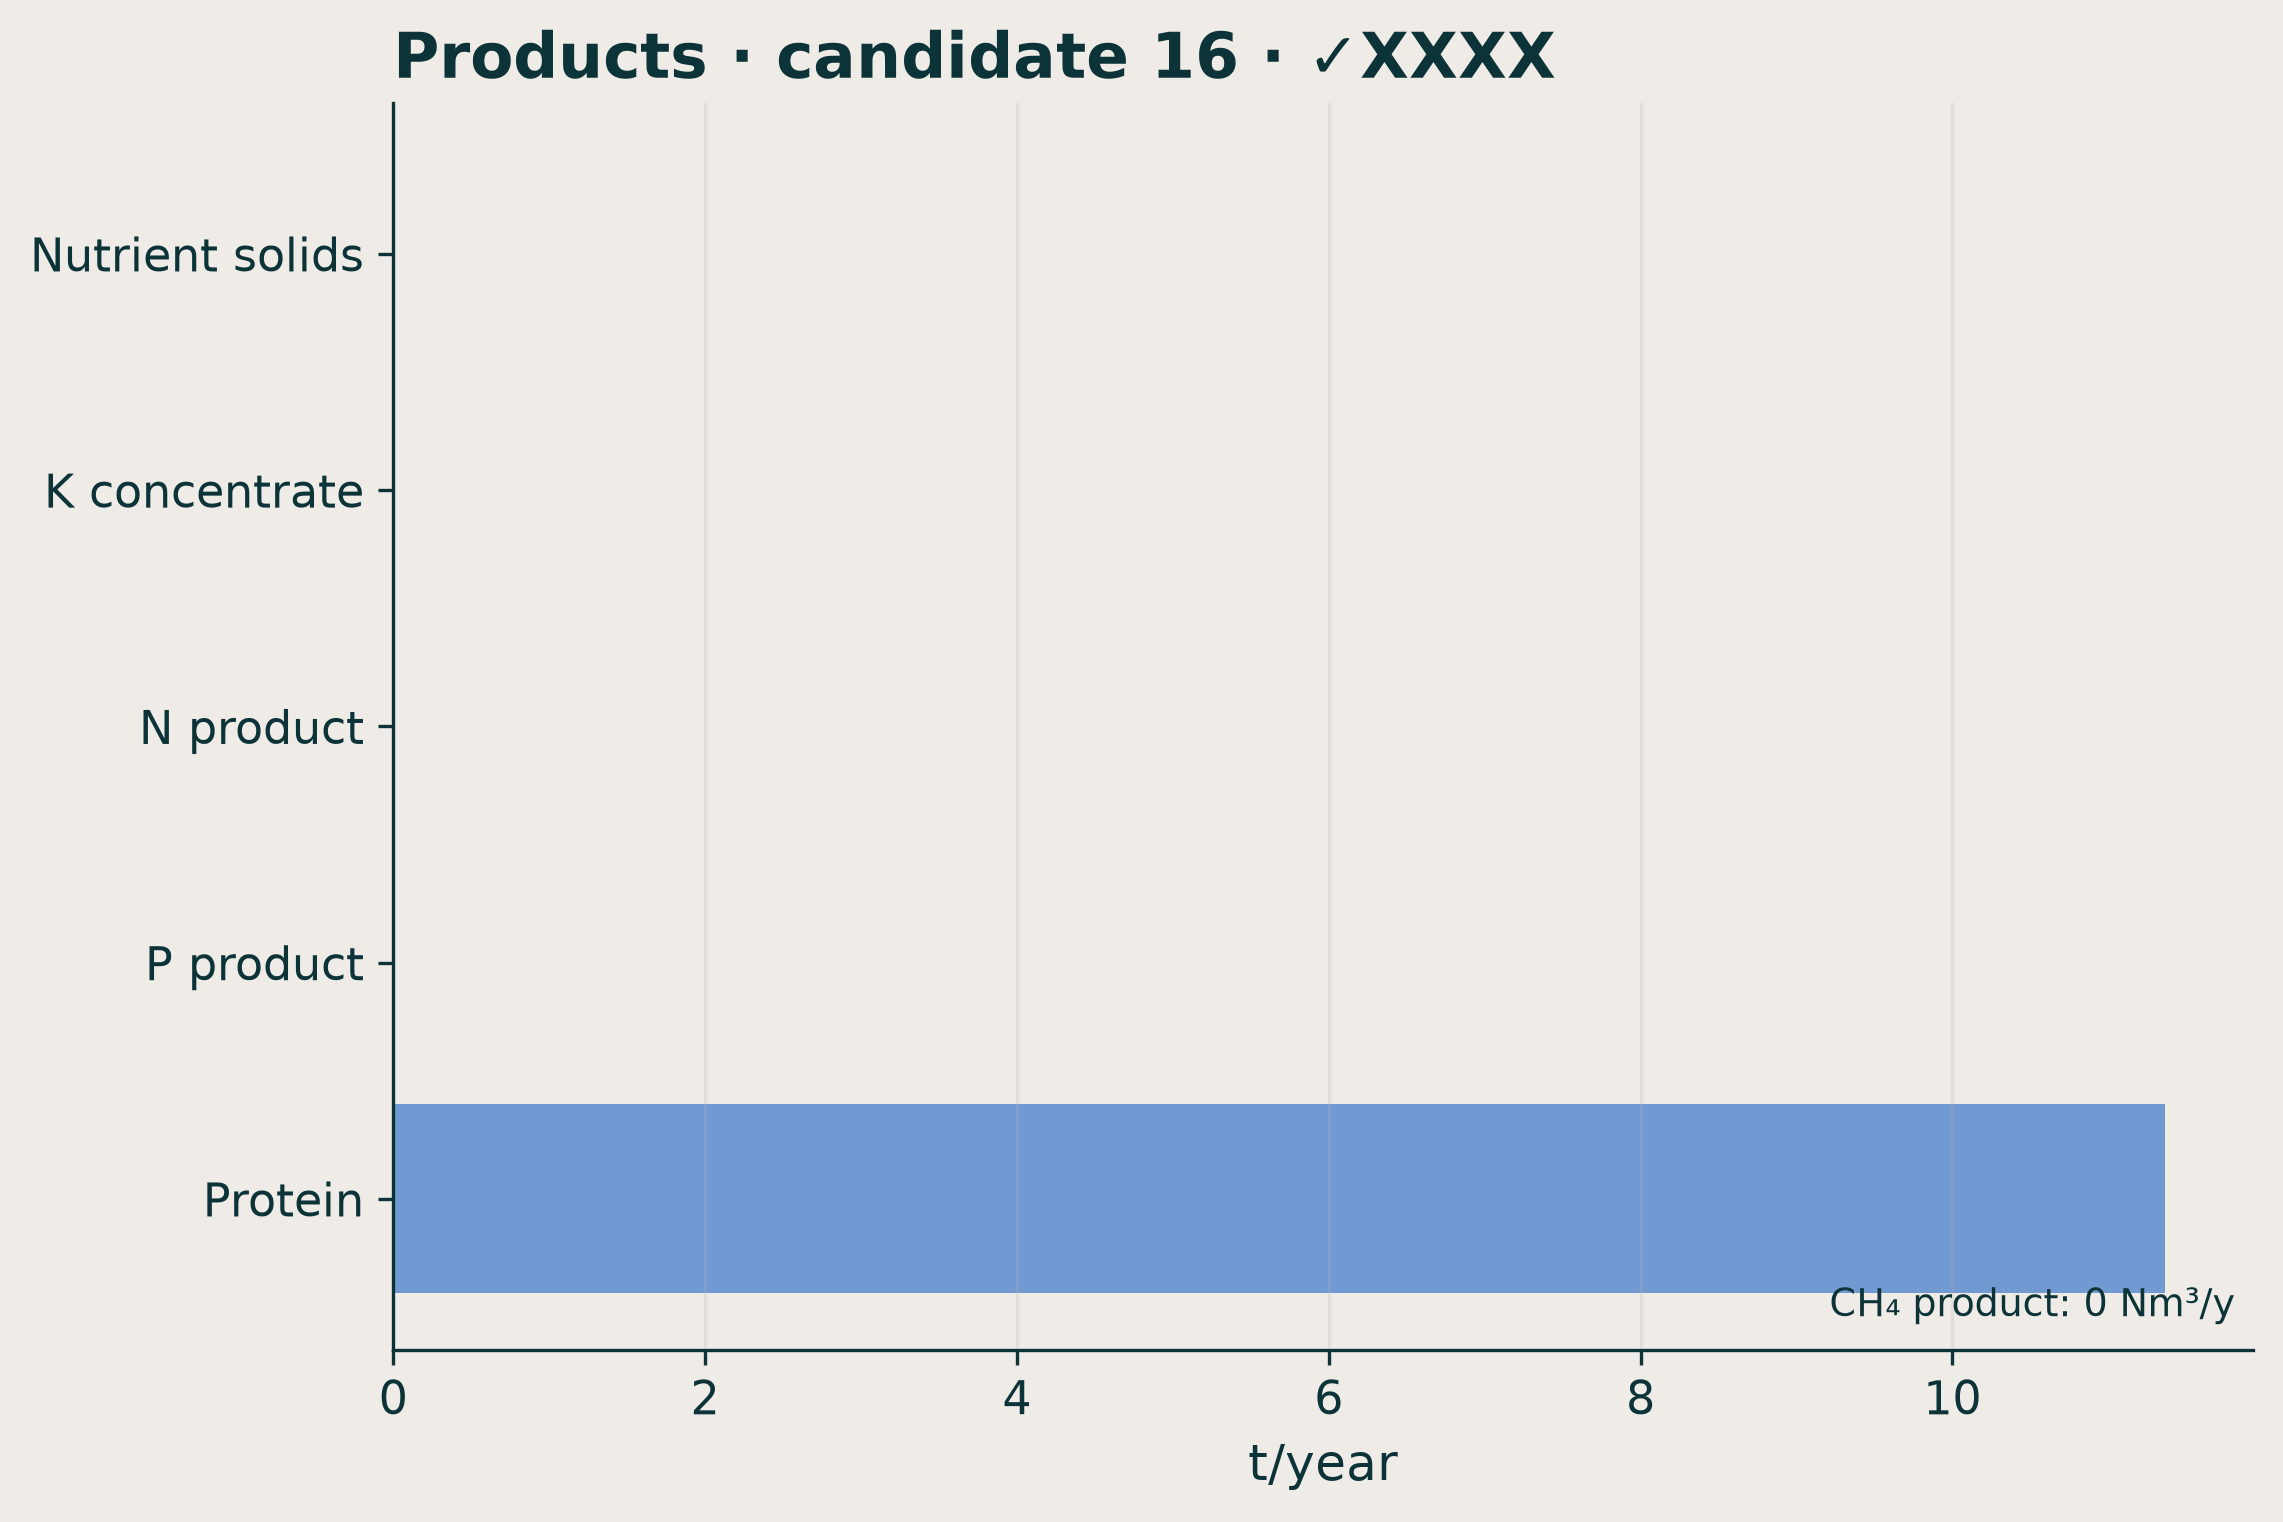 Products · candidate 16 · ✓XXXX
Nutrient solids
K concentrate
N product
P product
Protein
CH₄ product: 0 Nm³/y
0 2 4 6 8 10
t/year